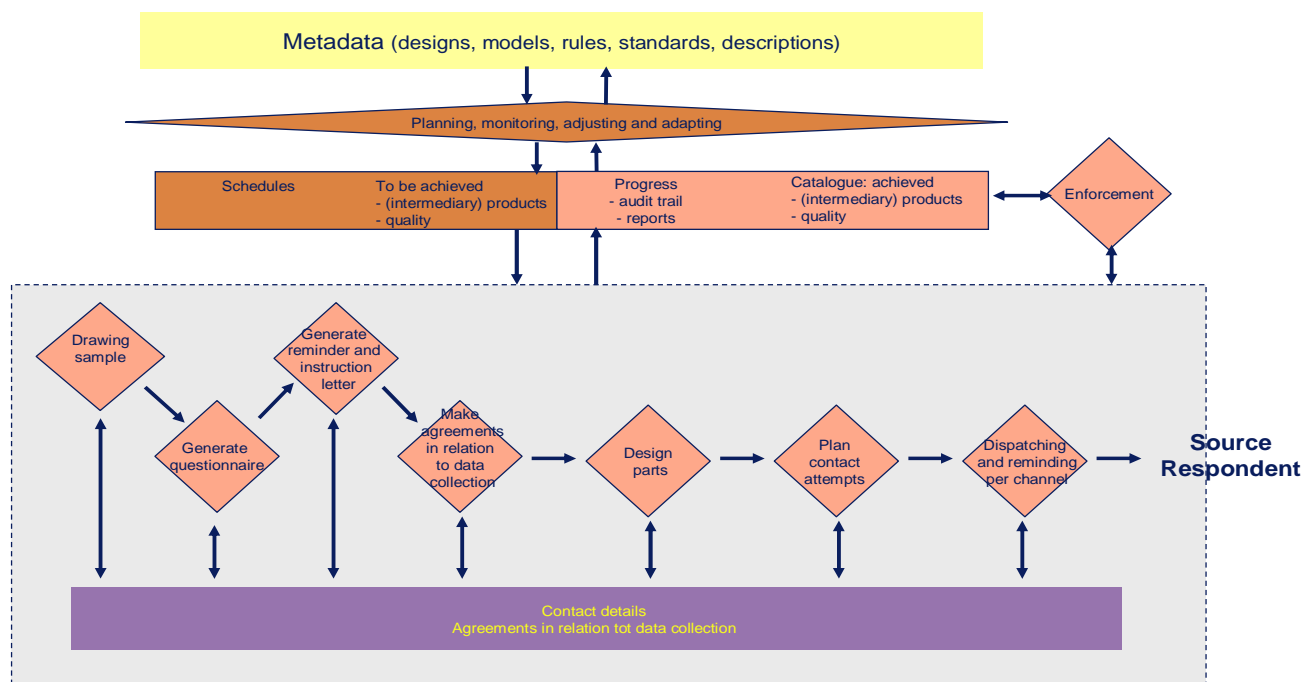 Metadata (designs, models, rules, standards, descriptions)
Planning, monitoring, adjusting and adapting
Schedules
To be achieved
- (intermediary) products
- quality
Progress
- audit trail
- reports
Catalogue: achieved
- (intermediary) products
- quality
Enforcement
Drawing
sample
Generate
questionnaire
Generate
reminder and
instruction
letter
Make
agreements
in relation
to data
collection
Design
parts
Plan
contact
attempts
Dispatching
and reminding
per channel
Source
Respondent
Contact details
Agreements in relation tot data collection